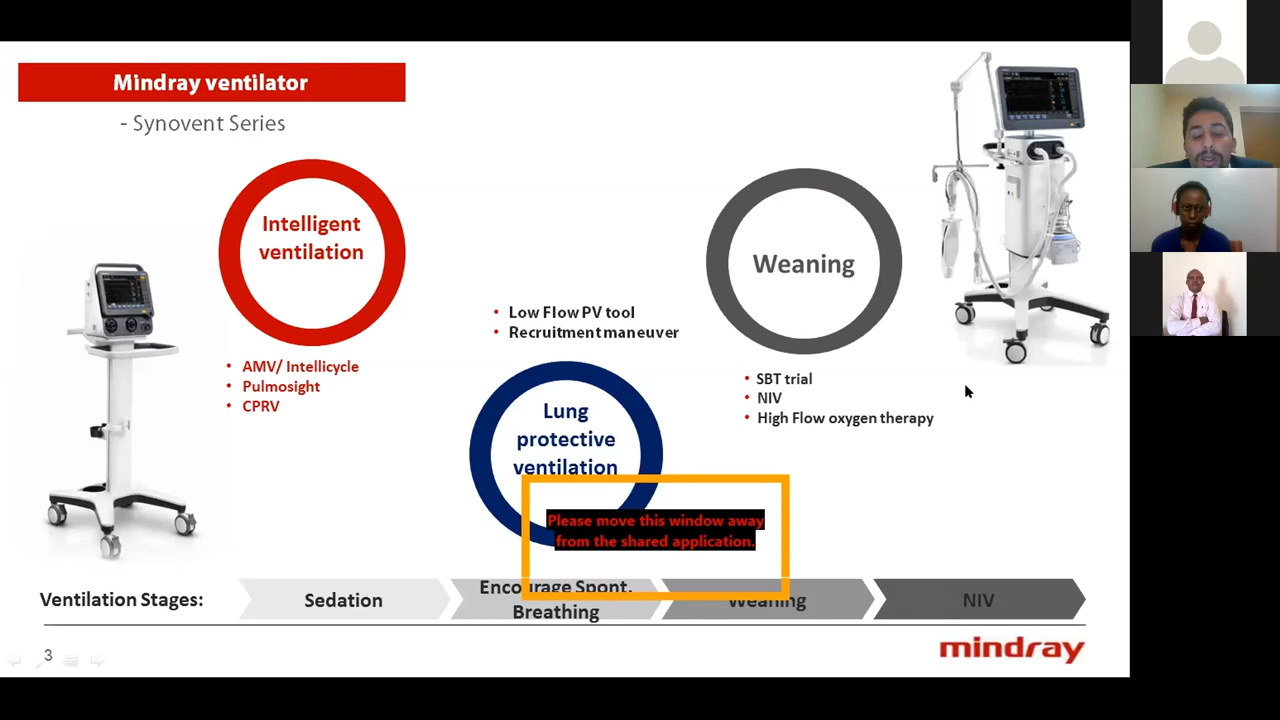 Mindray ventilator
- Synovent Series
Intelligent
ventilation
• AMV/ Intellicycle
• Pulmosight
• CPRV
• Low Flow PV tool
• Recruitment maneuver
Lung
protective
ventilation
Weaning
• SBT trial
• NIV
• High Flow oxygen therapy
Please move this window away
from the shared application.
Ventilation Stages:
Sedation
Encourage Spont.
Breathing
Weaning
NIV
3
mindray